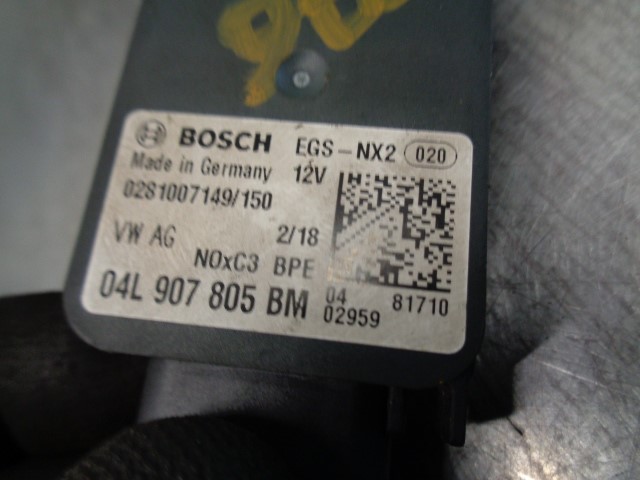 BOSCH EGS-NX2 020
Made in Germany 12V
0281007149/150
VW AG 2/18
NOxC3 BPE
04L 907 805 BM
04 81710
02959